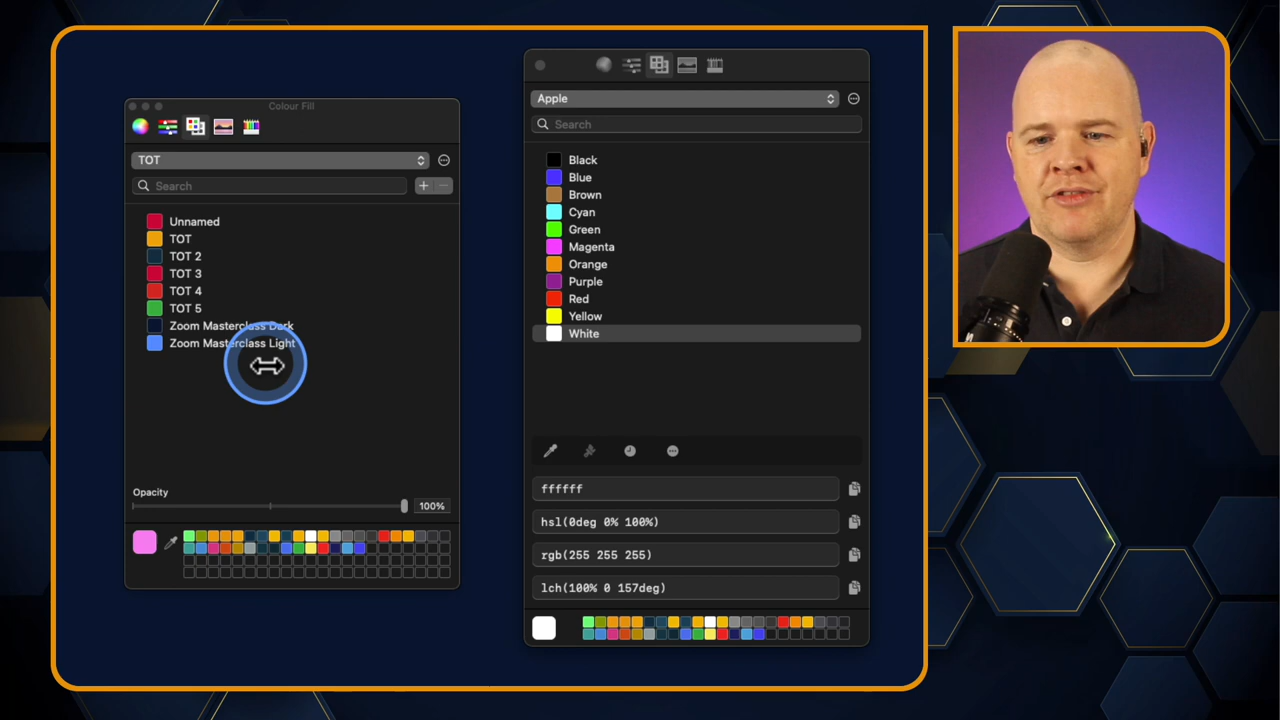 Colour Fill
TOT
Search
Unnamed
TOT
TOT 2
TOT 3
TOT 4
TOT 5
Zoom Masterclass Dark
Zoom Masterclass Light
Opacity
100%
Apple
Search
Black
Blue
Brown
Cyan
Green
Magenta
Orange
Purple
Red
Yellow
White
ffffff
hsl(0deg 0% 100%)
rgb(255 255 255)
lch(100% 0 157deg)